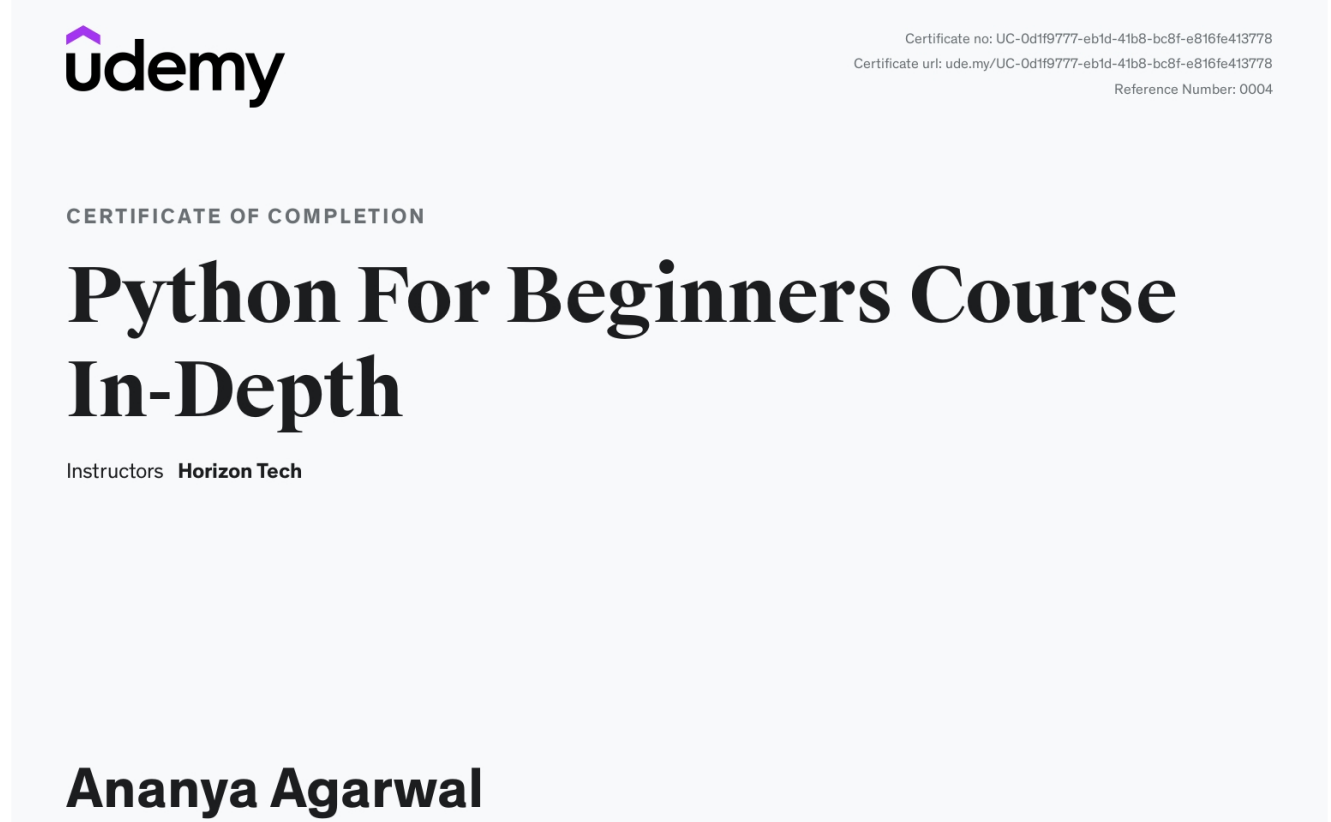 udemy
Certificate no: UC-0d1f9777-eb1d-41b8-bc8f-e816fe413778
Certificate url: ude.my/UC-0d1f9777-eb1d-41b8-bc8f-e816fe413778
Reference Number: 0004
CERTIFICATE OF COMPLETION
Python For Beginners Course
In-Depth
Instructors Horizon Tech
Ananya Agarwal